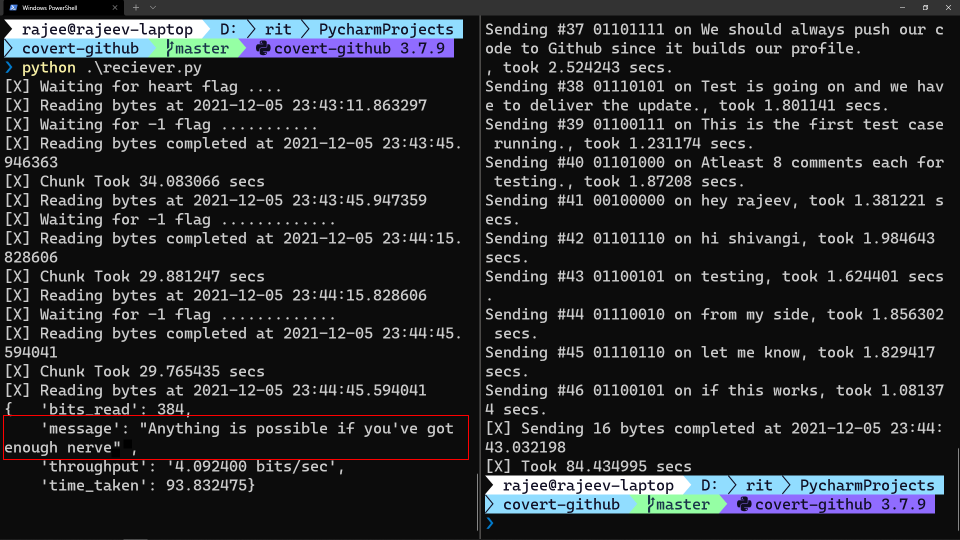 Windows PowerShell
rajee@rajeev-laptop D: rit PycharmProjects
covert-github master covert-github 3.7.9
❯ python .\reciever.py
[X] Waiting for heart flag ....
[X] Reading bytes at 2021-12-05 23:43:11.863297
[X] Waiting for -1 flag ...........
[X] Reading bytes completed at 2021-12-05 23:43:45.
946363
[X] Chunk Took 34.083066 secs
[X] Reading bytes at 2021-12-05 23:43:45.947359
[X] Waiting for -1 flag .............
[X] Reading bytes completed at 2021-12-05 23:44:15.
828606
[X] Chunk Took 29.881247 secs
[X] Reading bytes at 2021-12-05 23:44:15.828606
[X] Waiting for -1 flag .............
[X] Reading bytes completed at 2021-12-05 23:44:45.
594041
[X] Chunk Took 29.765435 secs
[X] Reading bytes at 2021-12-05 23:44:45.594041
{ 'bits_read': 384,
'message': "Anything is possible if you've got
enough nerve" ,
'throughput': '4.092400 bits/sec',
'time_taken': 93.832475}
Sending #37 01101111 on We should always push our c
ode to Github since it builds our profile.
, took 2.524243 secs.
Sending #38 01110101 on Test is going on and we hav
e to deliver the update., took 1.801141 secs.
Sending #39 01100111 on This is the first test case
running., took 1.231174 secs.
Sending #40 01101000 on Atleast 8 comments each for
testing., took 1.87208 secs.
Sending #41 00100000 on hey rajeev, took 1.381221 s
ecs.
Sending #42 01101110 on hi shivangi, took 1.984643
secs.
Sending #43 01100101 on testing, took 1.624401 secs
.
Sending #44 01110010 on from my side, took 1.856302
secs.
Sending #45 01110110 on let me know, took 1.829417
secs.
Sending #46 01100101 on if this works, took 1.08137
4 secs.
[X] Sending 16 bytes completed at 2021-12-05 23:44:
43.032198
[X] Took 84.434995 secs
rajee@rajeev-laptop D: rit PycharmProjects
covert-github master covert-github 3.7.9
❯